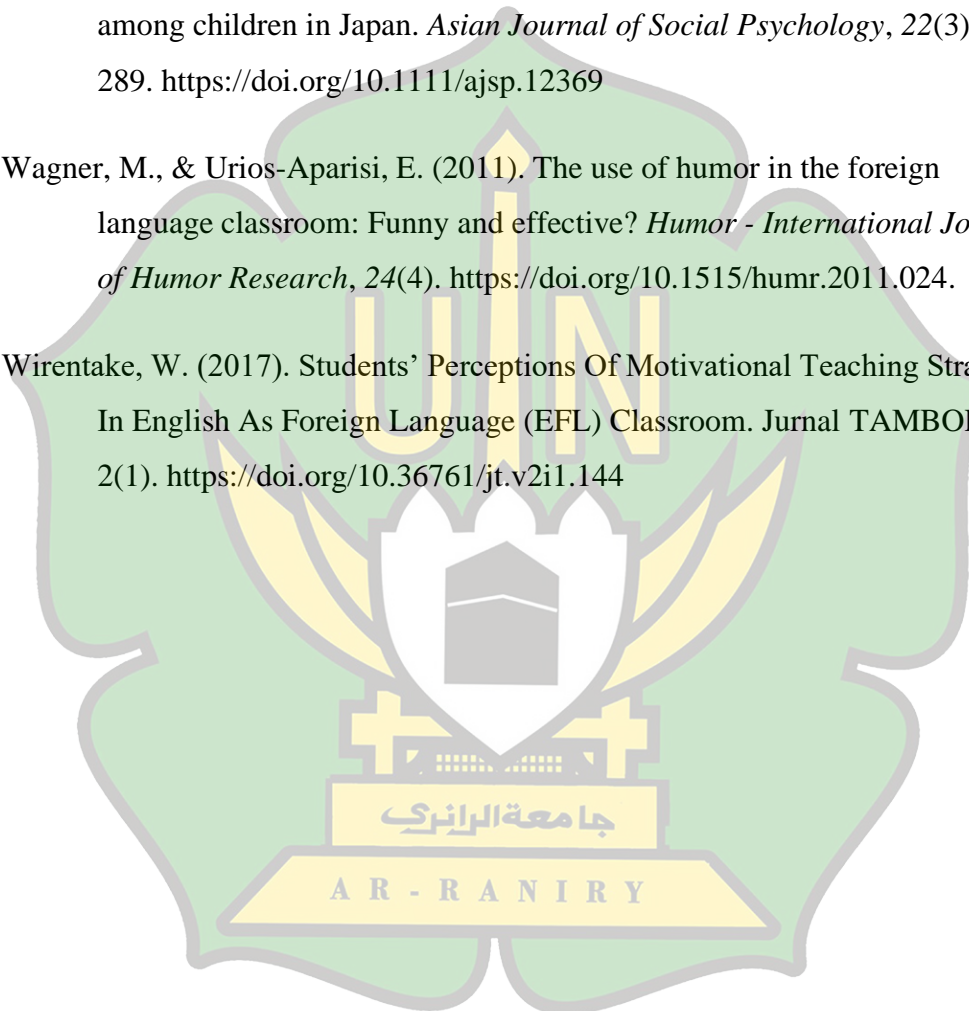 among children in Japan. Asian Journal of Social Psychology, 22(3)
289. https://doi.org/10.1111/ajsp.12369
Wagner, M., & Urios-Aparisi, E. (2011). The use of humor in the foreign
language classroom: Funny and effective? Humor - International Jo
of Humor Research, 24(4). https://doi.org/10.1515/humr.2011.024.
Wirentake, W. (2017). Students’ Perceptions Of Motivational Teaching Stra
In English As Foreign Language (EFL) Classroom. Jurnal TAMBO
2(1). https://doi.org/10.36761/jt.v2i1.144
UIN
جامعة الرانري
AR-RANIRY